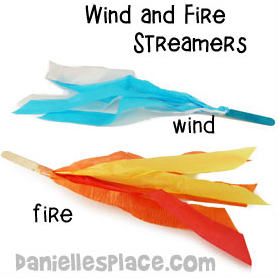 Wind and Fire
Streamers
wind
fire
DaniellesPlace.com